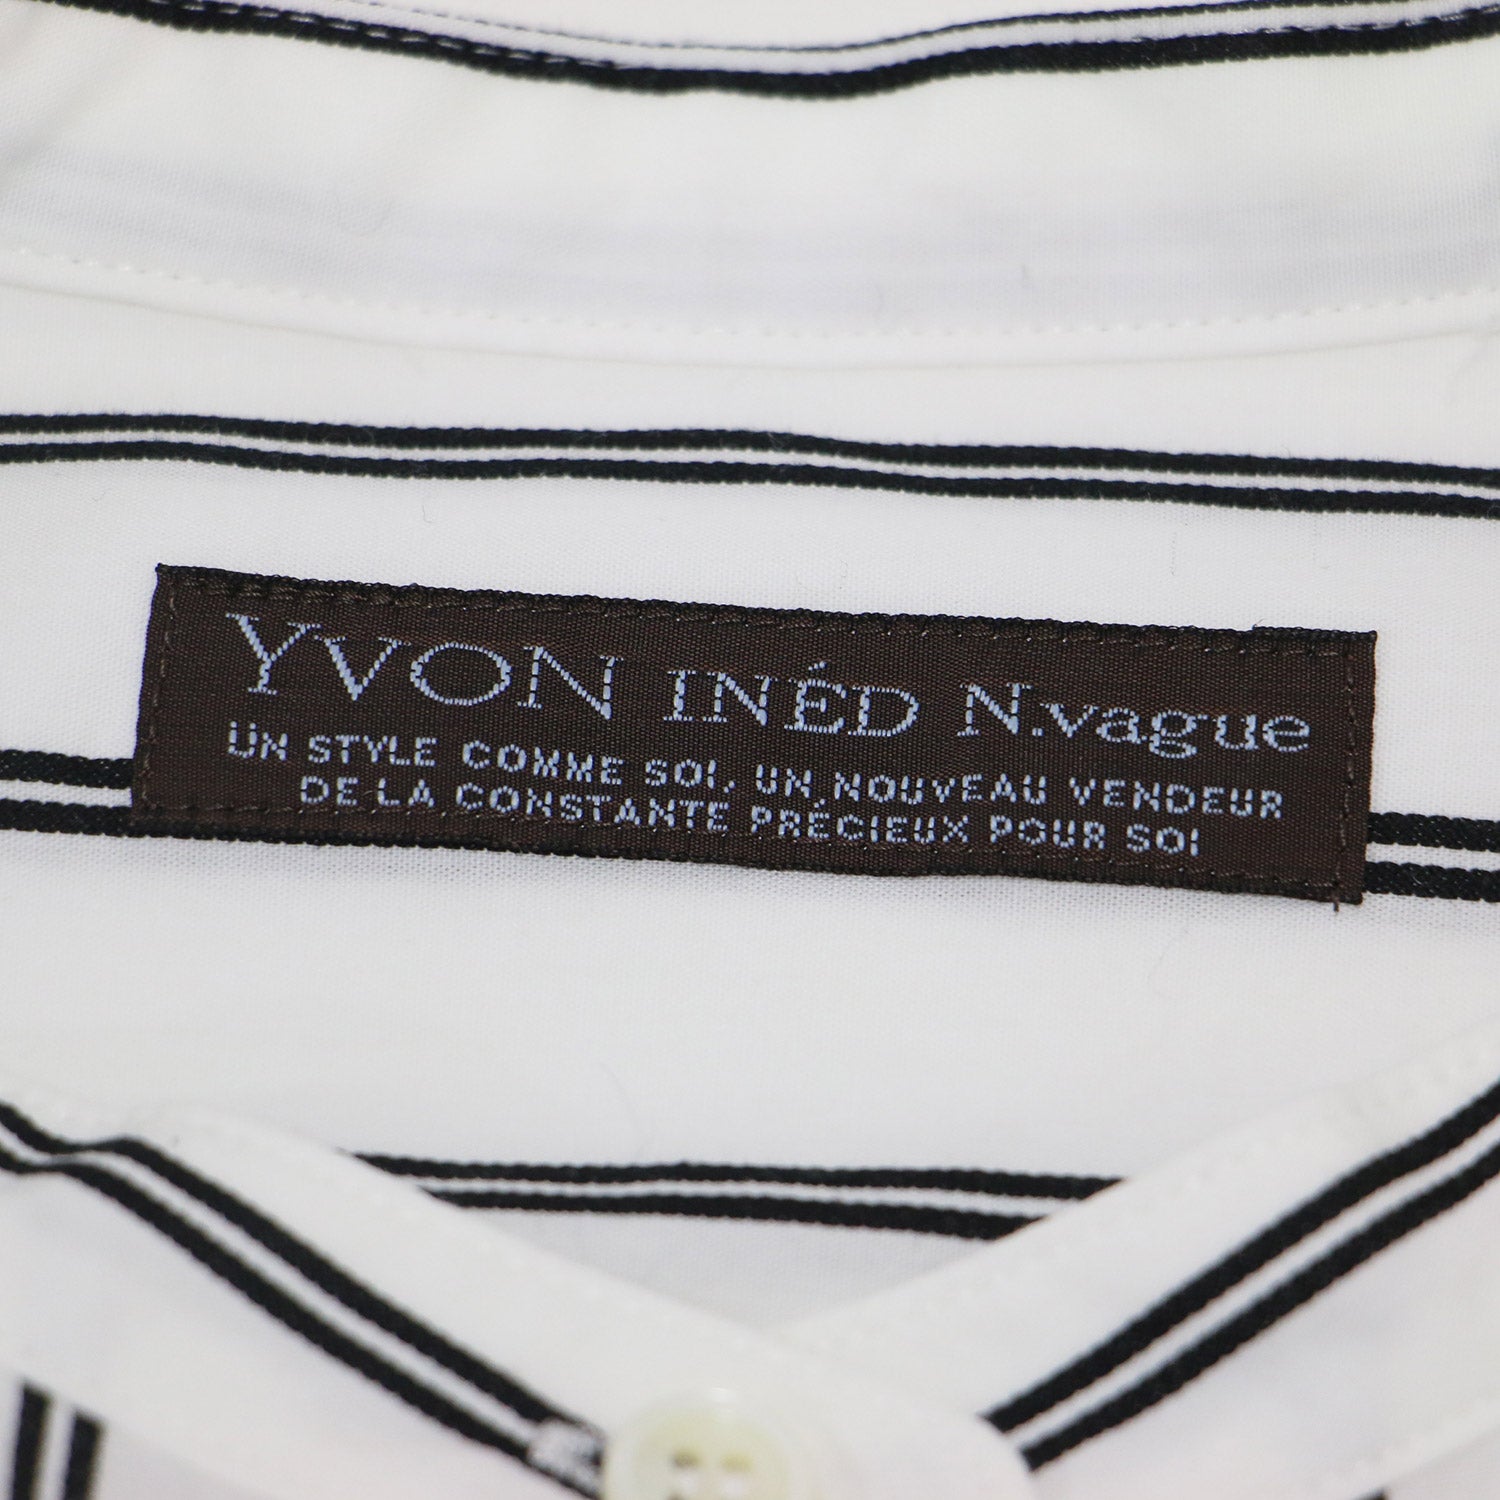 YVON INÉD N.vague
UN STYLE COMME SOI, UN NOUVEAU VENDEUR
DE LA CONSTANTE PRÉCIEUX POUR SOI